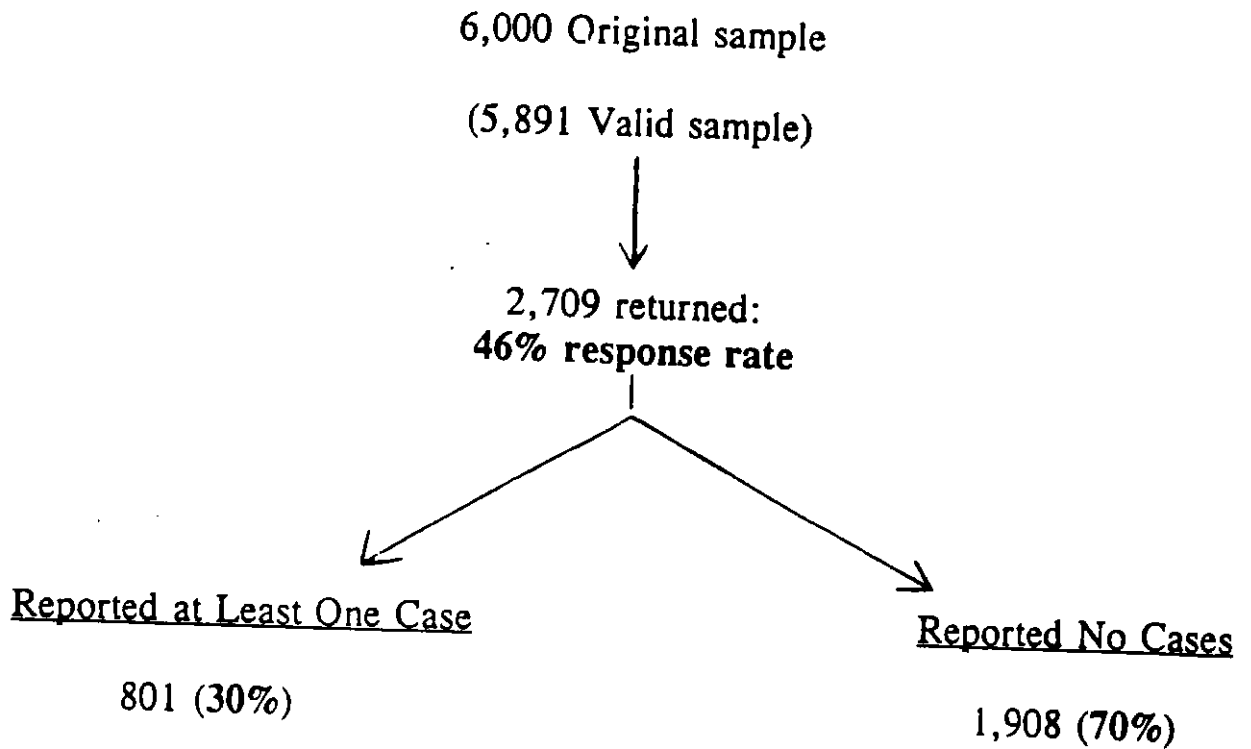 6,000 Original sample
(5,891 Valid sample)
2,709 returned:
46% response rate
Reported at Least One Case
801 (30%)
Reported No Cases
1,908 (70%)